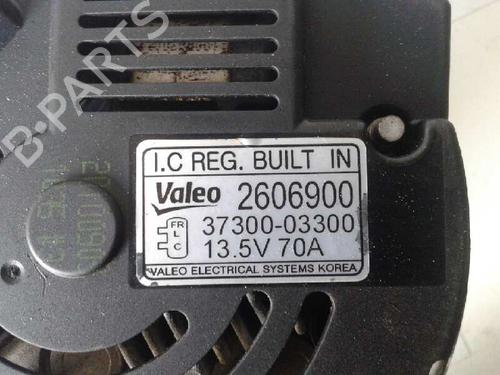 B-PARTS
I.C REG. BUILT IN
Valeo 2606900
FR
L
C
37300-03300
13.5V 70A
VALEO ELECTRICAL SYSTEMS KOREA